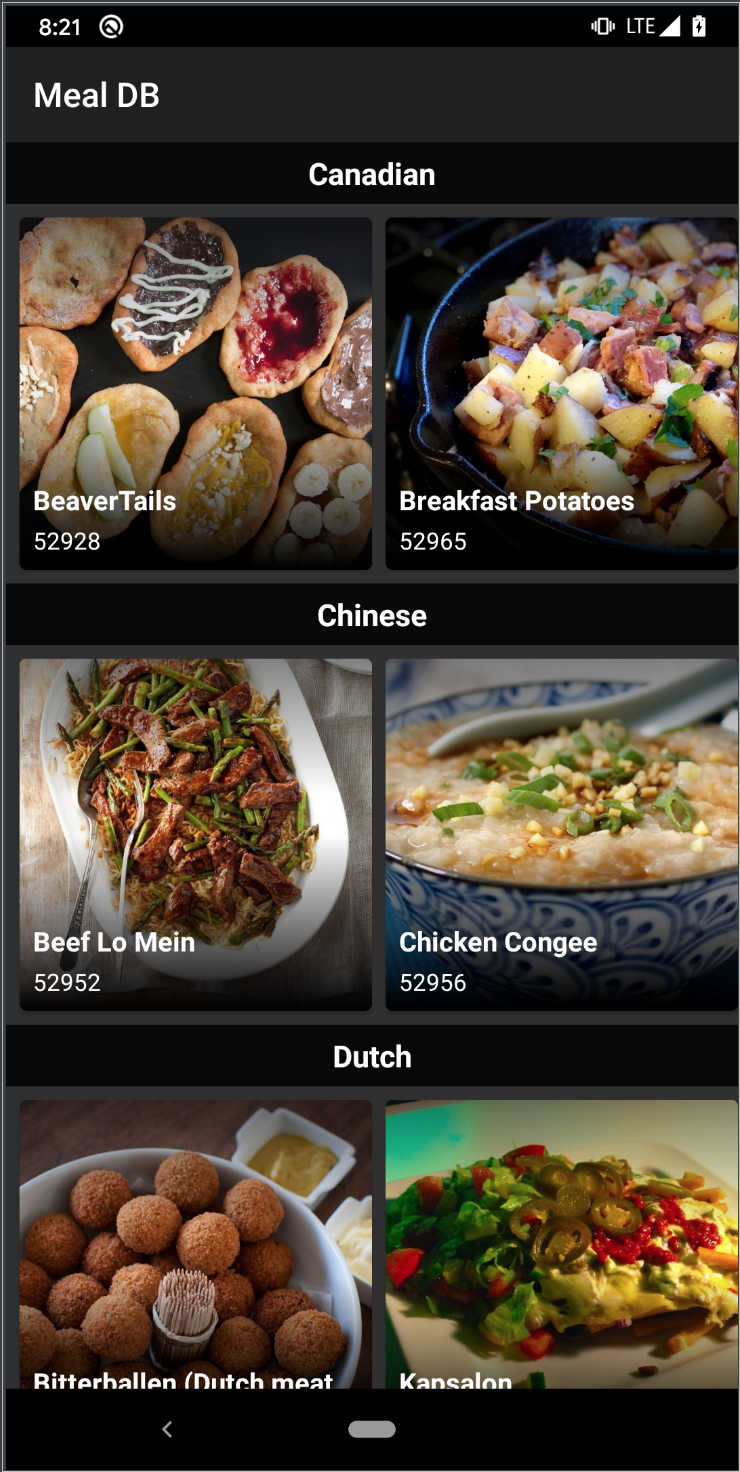 8:21
LTE
Meal DB
Canadian
BeaverTails
52928
Breakfast Potatoes
52965
Chinese
Beef Lo Mein
52952
Chicken Congee
52956
Dutch
Bitterballen (Dutch meat
Kapsalon